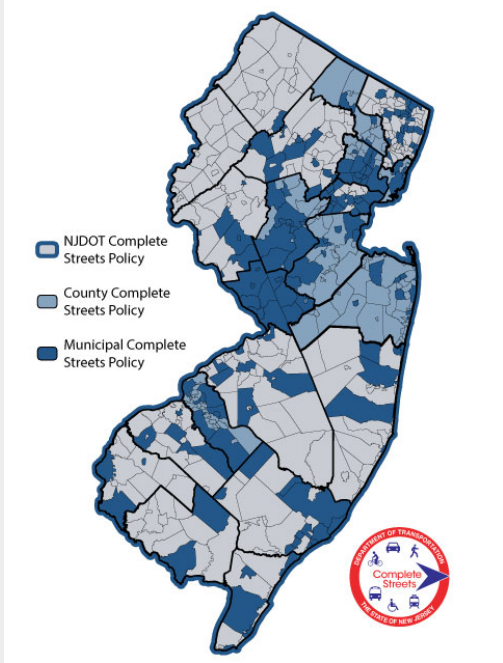 NJDOT Complete
Streets Policy
County Complete
Streets Policy
Municipal Complete
Streets Policy
DEPARTMENT OF TRANSPORTATION
Complete
Streets
THE STATE OF NEW JERSEY